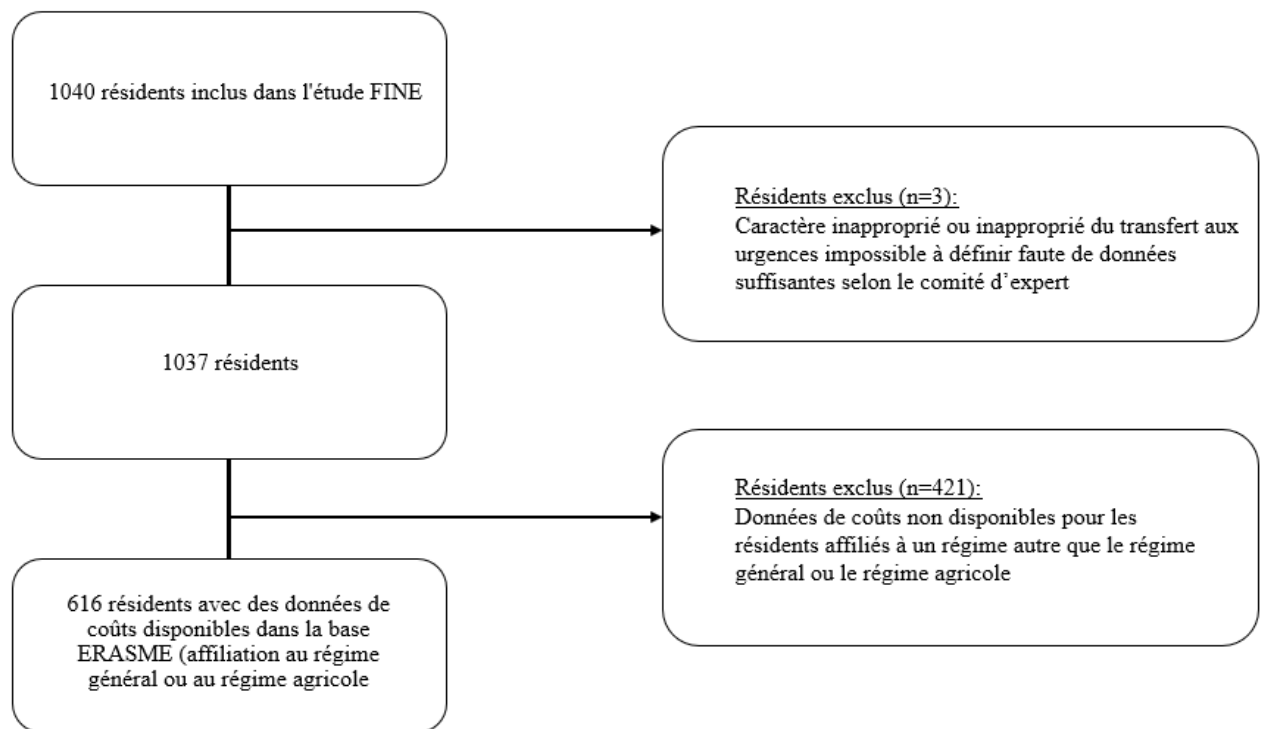 1040 résidents inclus dans l'étude FINE
Résidents exclus (n=3):
Caractère inapproprié ou inapproprié du transfert aux
urgences impossible à définir faute de données
suffisantes selon le comité d’expert
1037 résidents
Résidents exclus (n=421):
Données de coûts non disponibles pour les
résidents affiliés à un régime autre que le régime
général ou le régime agricole
616 résidents avec des données de
coûts disponibles dans la base
ERASME (affiliation au régime
général ou au régime agricole